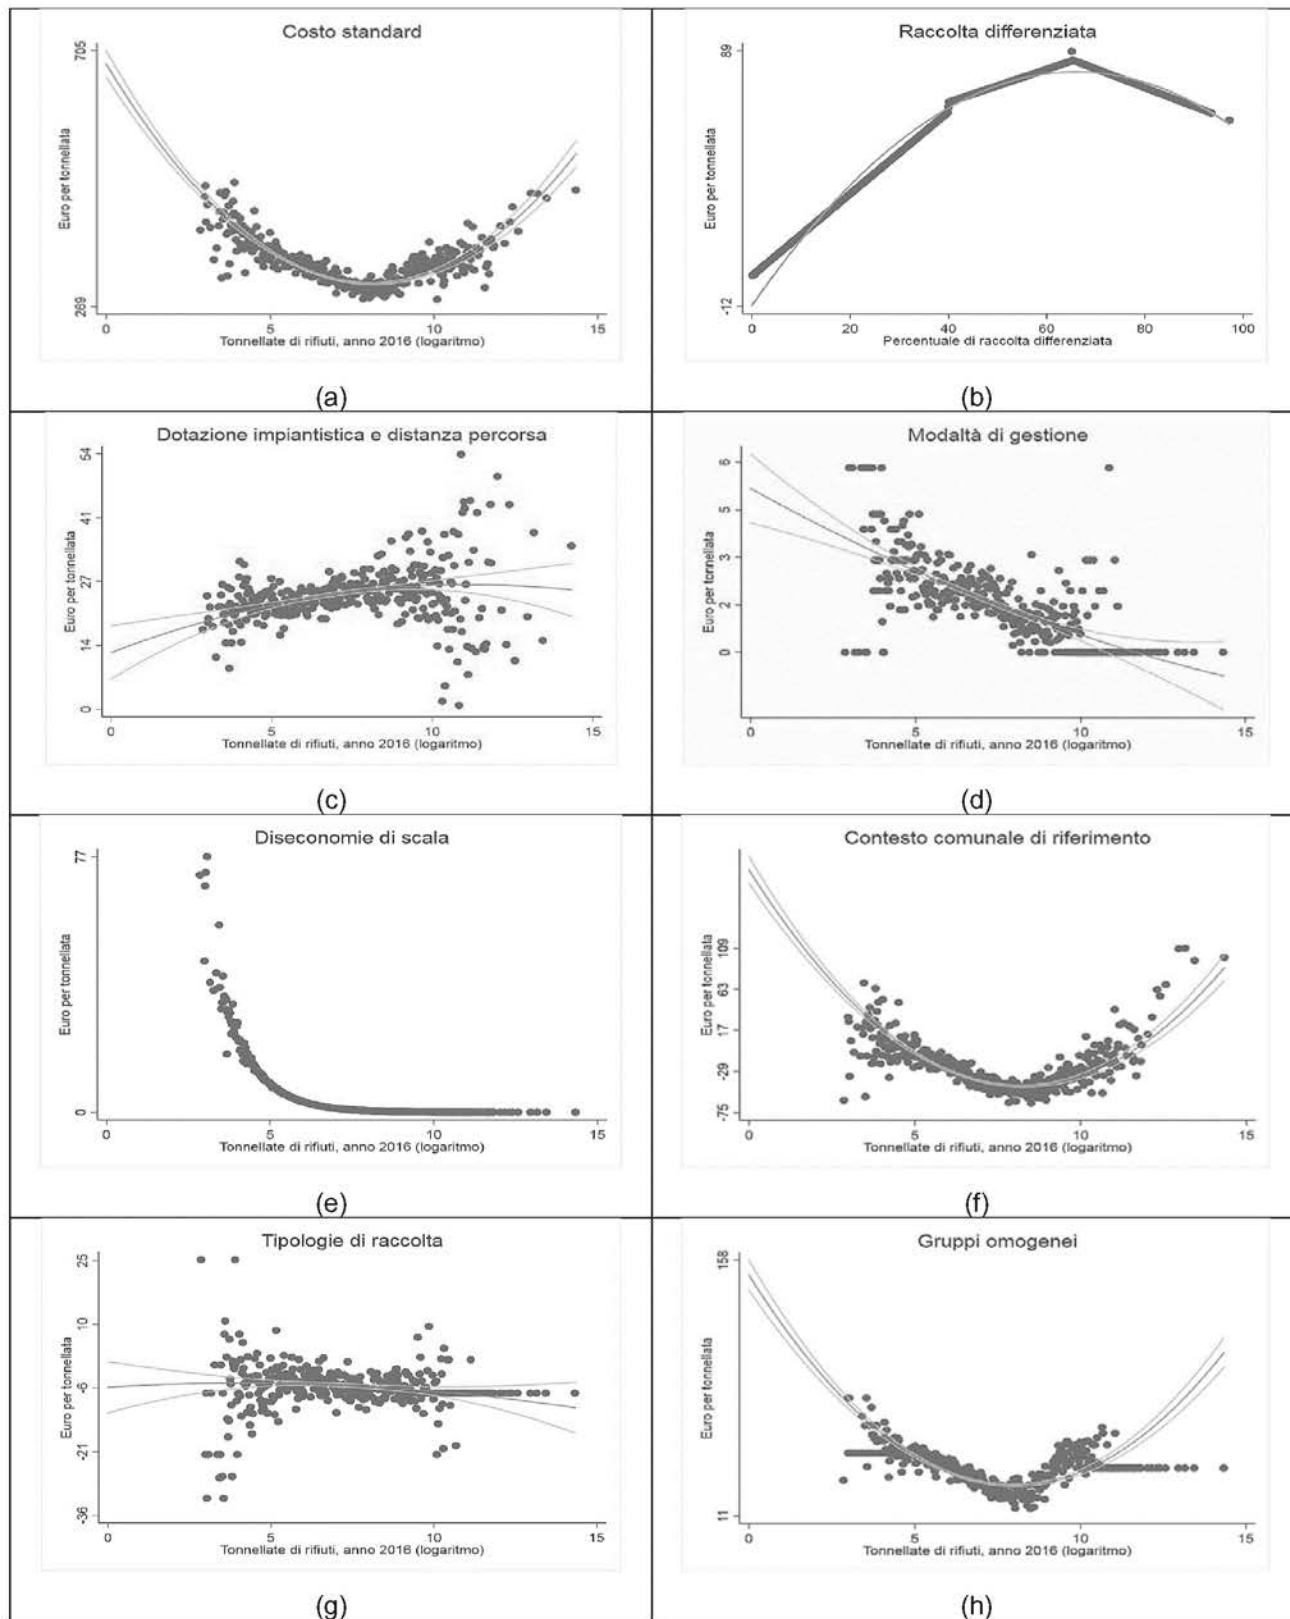 Costo standard
705
269
Euro per tonnellata
0 5 10 15
Tonnellate di rifiuti, anno 2016 (logaritmo)
(a)
Raccolta differenziata
89
-12
Euro per tonnellata
0 20 40 60 80 100
Percentuale di raccolta differenziata
(b)
Dotazione impiantistica e distanza percorsa
54
41
27
14
0
Euro per tonnellata
0 5 10 15
Tonnellate di rifiuti, anno 2016 (logaritmo)
(c)
Modaltà di gestione
6
5
3
2
0
Euro per tonnellata
0 5 10 15
Tonnellate di rifiuti, anno 2016 (logaritmo)
(d)
Diseconomie di scala
77
0
Euro per tonnellata
0 5 10 15
Tonnellate di rifiuti, anno 2016 (logaritmo)
(e)
Contesto comunale di riferimento
109
63
17
-29
-75
Euro per tonnellata
0 5 10 15
Tonnellate di rifiuti, anno 2016 (logaritmo)
(f)
Tipologie di raccolta
25
10
-6
-21
-36
Euro per tonnellata
0 5 10 15
Tonnellate di rifiuti, anno 2016 (logaritmo)
(g)
Gruppi omogenei
158
11
Euro per tonnellata
0 5 10 15
Tonnellate di rifiuti, anno 2016 (logaritmo)
(h)